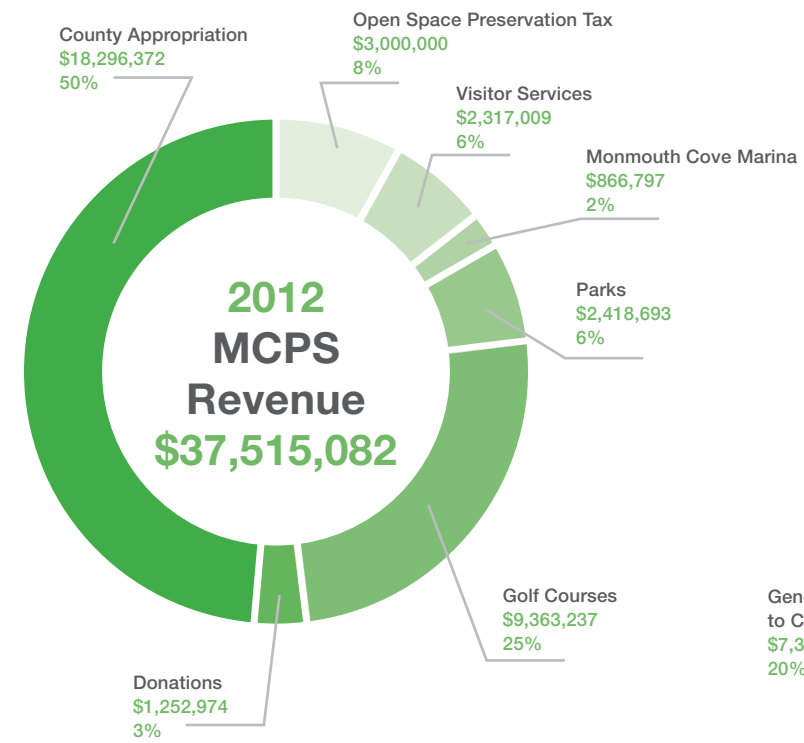 County Appropriation
$18,296,372
50%
Open Space Preservation Tax
$3,000,000
8%
Visitor Services
$2,317,009
6%
Monmouth Cove Marina
$866,797
2%
Parks
$2,418,693
6%
2012
MCPS
Revenue
$37,515,082
Golf Courses
$9,363,237
25%
Donations
$1,252,974
3%
Gen
to C
$7,3
20%